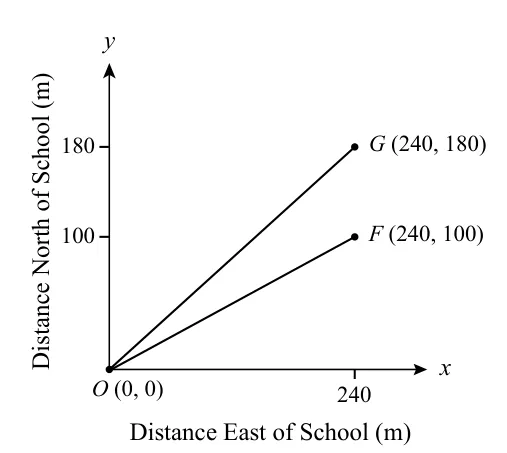 y
Distance North of School (m)
180
G (240, 180)
100
F (240, 100)
x
O (0, 0)
240
Distance East of School (m)